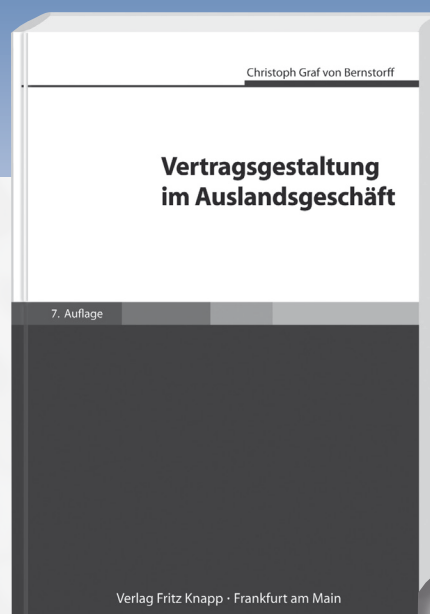 Christoph Graf von Bernstorff
Vertragsgestaltung
im Auslandsgeschäft
7. Auflage
Verlag Fritz Knapp · Frankfurt am Main